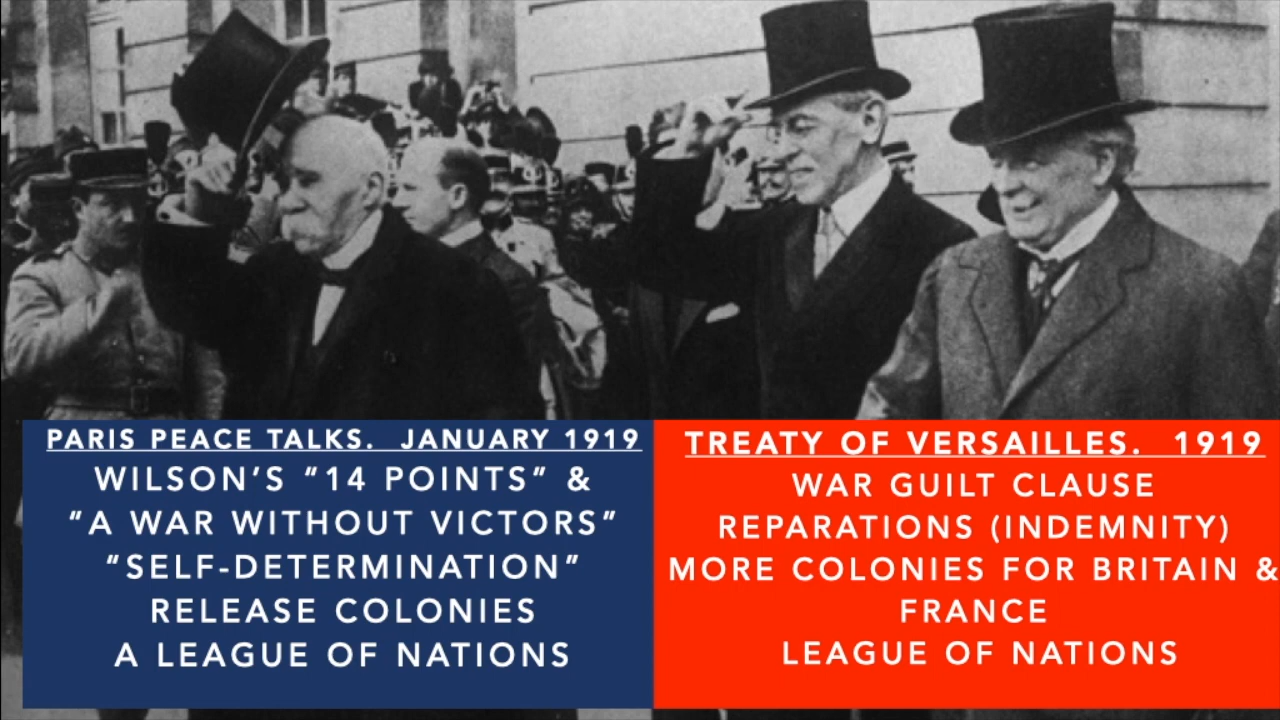 PARIS PEACE TALKS.  JANUARY 1919
WILSON'S “14 POINTS” &
“A WAR WITHOUT VICTORS”
“SELF-DETERMINATION”
RELEASE COLONIES
A LEAGUE OF NATIONS
TREATY OF VERSAILLES.  1919
WAR GUILT CLAUSE
REPARATIONS (INDEMNITY)
MORE COLONIES FOR BRITAIN &
FRANCE
LEAGUE OF NATIONS